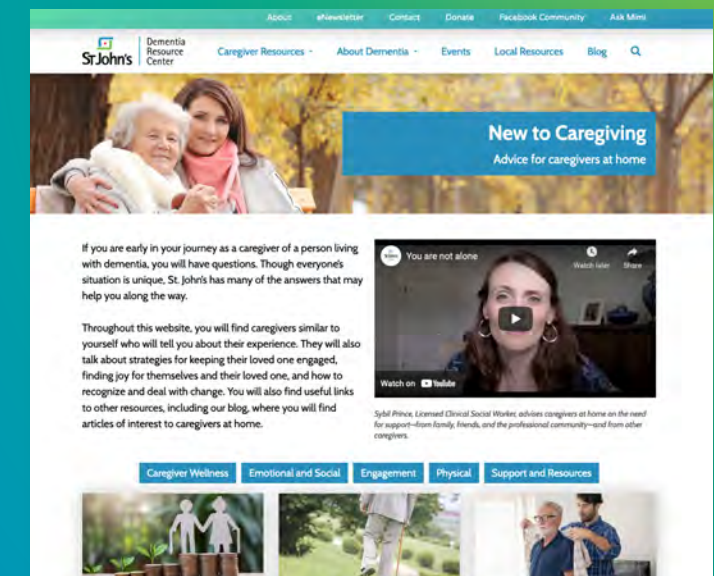 About eNewsletter Contact Donate Facebook Community Ask Mimi
St.John's
Dementia
Resource
Center
Caregiver Resources About Dementia Events Local Resources Blog
New to Caregiving
Advice for caregivers at home
If you are early in your journey as a caregiver of a person living
with dementia, you will have questions. Though everyone's
situation is unique, St. John's has many of the answers that may
help you along the way.
Throughout this website, you will find caregivers similar to
yourself who will tell you about their experience. They will also
talk about strategies for keeping their loved one engaged,
finding joy for themselves and their loved one, and how to
recognize and deal with change. You will also find useful links
to other resources, including our blog, where you will find
articles of interest to caregivers at home.
You are not alone
Watch later Share
Watch on YouTube
Sybil Prince, Licensed Clinical Social Worker, advises caregivers at home on the need
for support—from family, friends, and the professional community—and from other
caregivers.
Caregiver Wellness Emotional and Social Engagement Physical Support and Resources